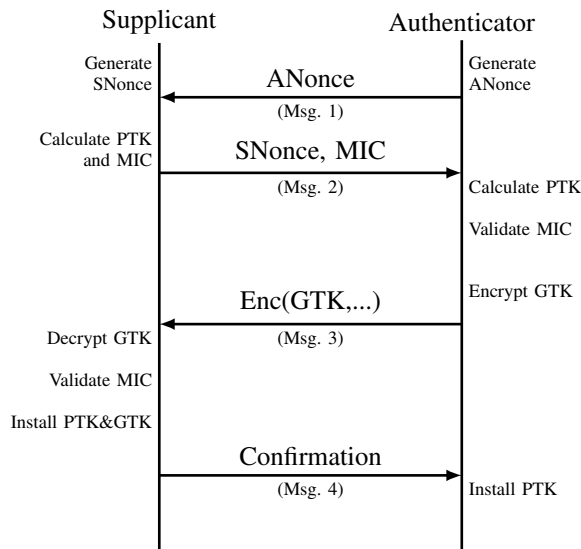 Supplicant
Authenticator
Generate
SNonce
ANonce
Generate
ANonce
(Msg. 1)
Calculate PTK
and MIC
SNonce, MIC
(Msg. 2)
Calculate PTK
Validate MIC
Encrypt GTK
Enc(GTK,...)
(Msg. 3)
Decrypt GTK
Validate MIC
Install PTK&GTK
Confirmation
(Msg. 4)
Install PTK